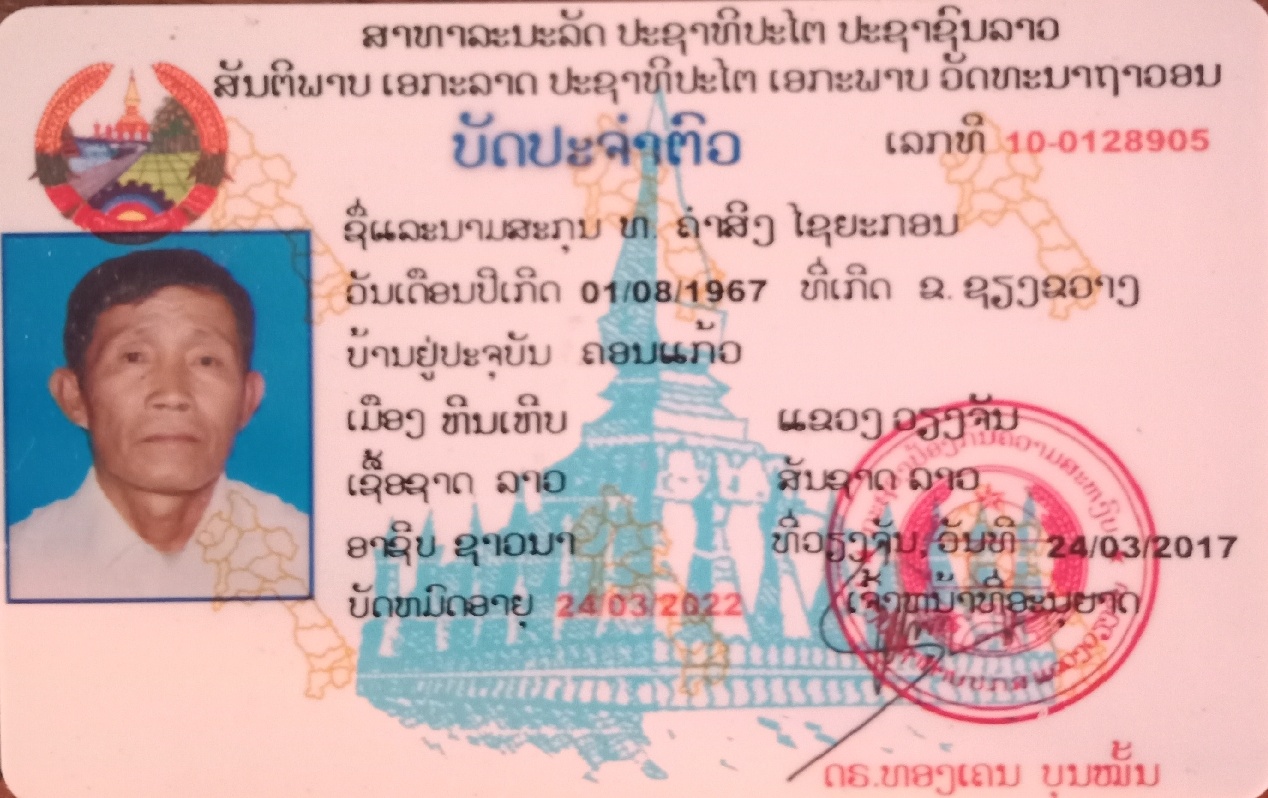 ສາທາລະນະລັດ ປະຊາທິປະໄຕ ປະຊາຊົນລາວ
ສັນຕິພາບ ເອກະລາດ ປະຊາທິປະໄຕ ເອກະພາບ ວັດທະນາຖາວອນ
ບັດປະຈຳຕົວ ເລກທີ 10-0128905
ຊື່ແລະນາມສະກຸນ ທ. ຄຳສິງ ໄຊຍະກອນ
ວັນເດືອນປີເກີດ 01/08/1967 ທີ່ເກີດ ຂ. ຊຽງຂວາງ
ບ້ານຢູ່ປະຈຸບັນ ຄອນແກ້ວ
ເມືອງ ຫີນເຫີບ ແຂວງ ວຽງຈັນ
ເຊື້ອຊາດ ລາວ ສັນຊາດ ລາວ
ອາຊີບ ຊາວນາ ທີ່ວຽງຈັນ, ວັນທີ 24/03/2017
ບັດຫມົດອາຍຸ 24/03/2022 ເຈົ້າຫນ້າທີ່ອະນຸຍາດ
ດຣ.ທອງເຄນ ບຸນໝັ້ນ